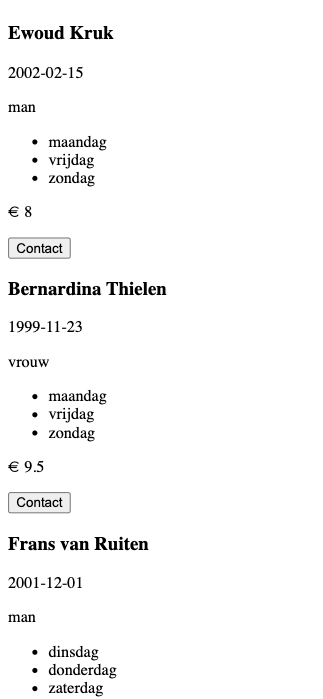 Ewoud Kruk
2002-02-15
man
maandag
vrijdag
zondag
€ 8
Contact
Bernardina Thielen
1999-11-23
vrouw
maandag
vrijdag
zondag
€ 9.5
Contact
Frans van Ruiten
2001-12-01
man
dinsdag
donderdag
zaterdag